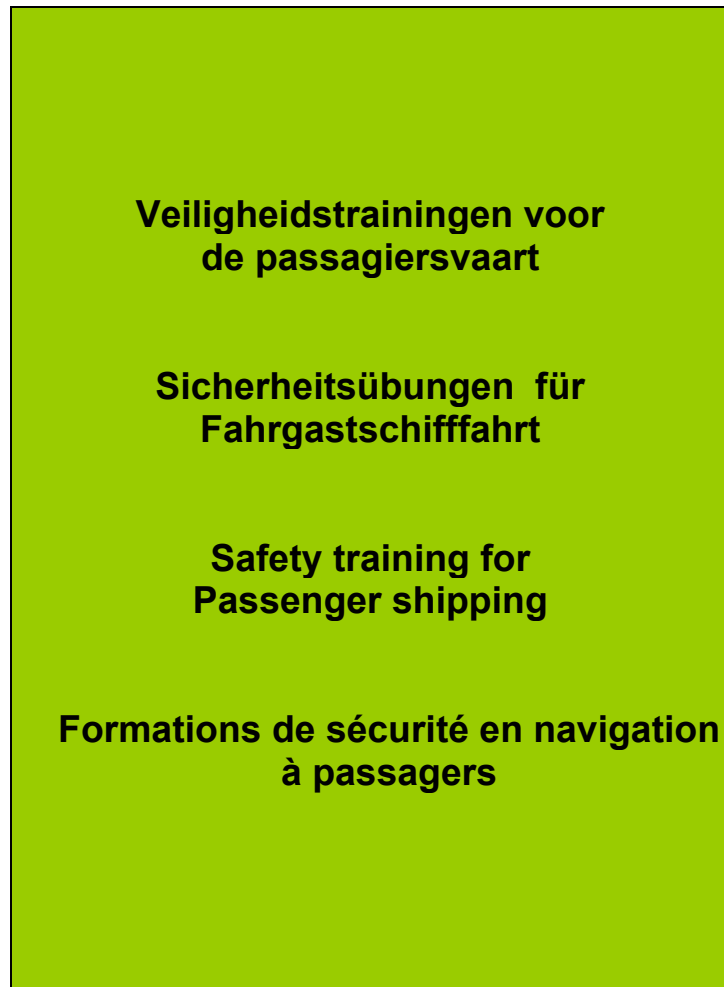 Veiligheidstrainingen voor
de passagiersvaart
Sicherheitsübungen  für
Fahrgastschifffahrt
Safety training for
Passenger shipping
Formations de sécurité en navigation
à passagers